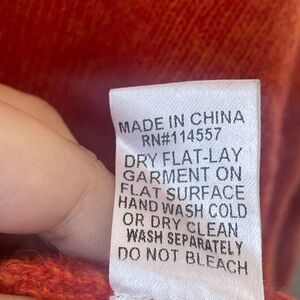 MADE IN CHINA
RN#114557
DRY FLAT-LAY
GARMENT ON
FLAT SURFACE
HAND WASH COLD
OR DRY CLEAN
WASH SEPARATELY
DO NOT BLEACH